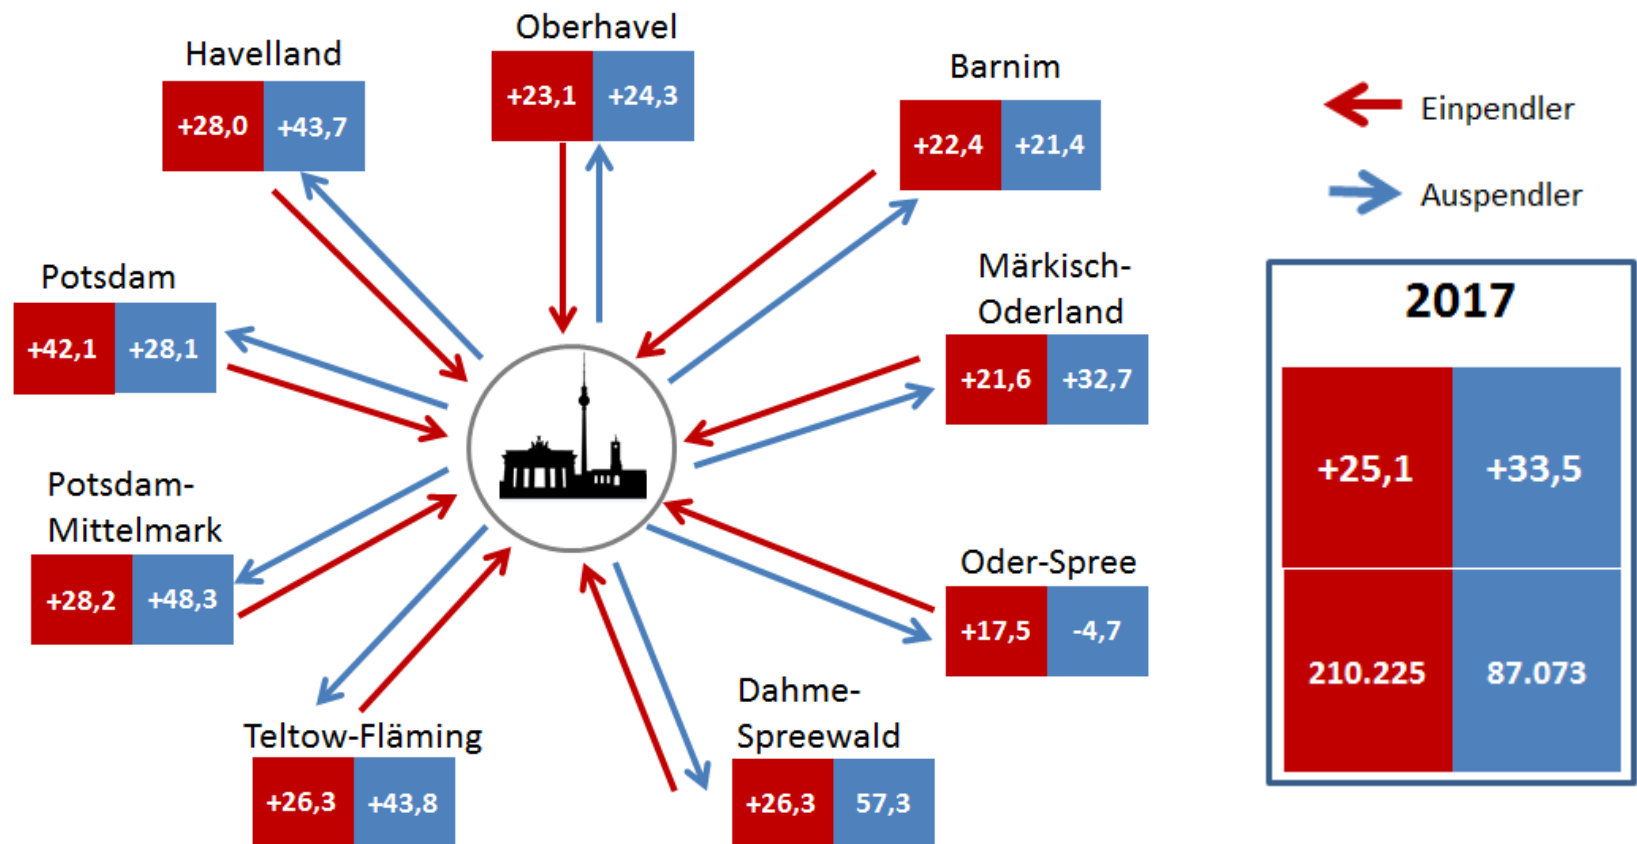 Oberhavel
+23,1 +24,3
Havelland
+28,0 +43,7
Barnim
+22,4 +21,4
Einpendler
Auspendler
Potsdam
+42,1 +28,1
Märkisch-
Oderland
+21,6 +32,7
2017
+25,1 +33,5
210.225 87.073
Potsdam-
Mittelmark
+28,2 +48,3
Oder-Spree
+17,5 -4,7
Teltow-Fläming
+26,3 +43,8
Dahme-
Spreewald
+26,3 57,3